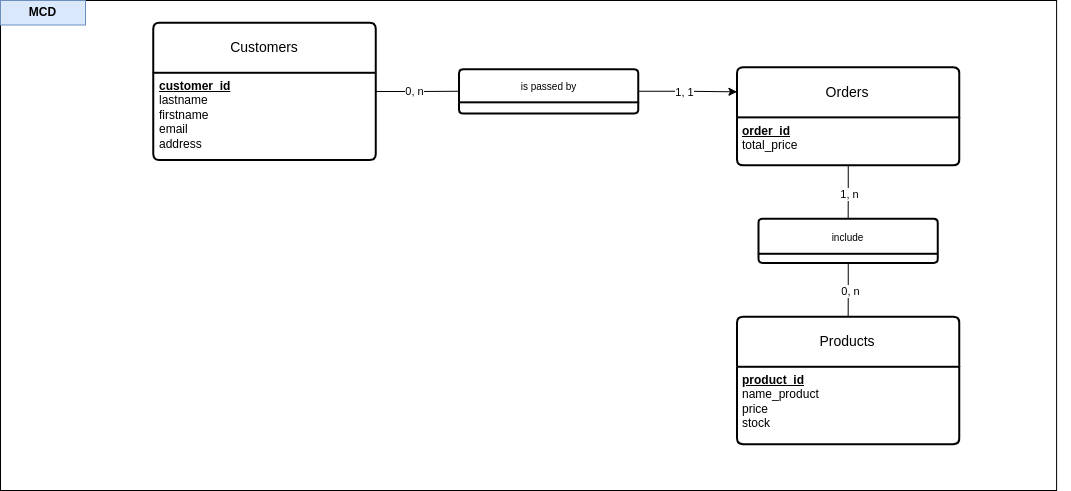 MCD
Customers
customer_id
lastname
firstname
email
address
0, n
is passed by
1, 1
Orders
order_id
total_price
1, n
include
0, n
Products
product_id
name_product
price
stock